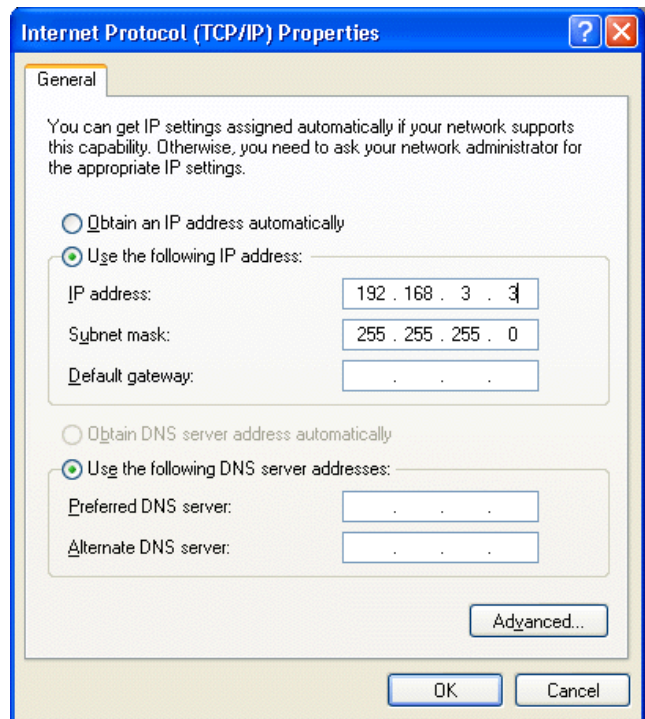 Internet Protocol (TCP/IP) Properties
General
You can get IP settings assigned automatically if your network supports
this capability. Otherwise, you need to ask your network administrator for
the appropriate IP settings.
Obtain an IP address automatically
Use the following IP address:
IP address: 192 . 168 . 3 . 3
Subnet mask: 255 . 255 . 255 . 0
Default gateway: . . .
Obtain DNS server address automatically
Use the following DNS server addresses:
Preferred DNS server: . . .
Alternate DNS server: . . .
Advanced...
OK Cancel